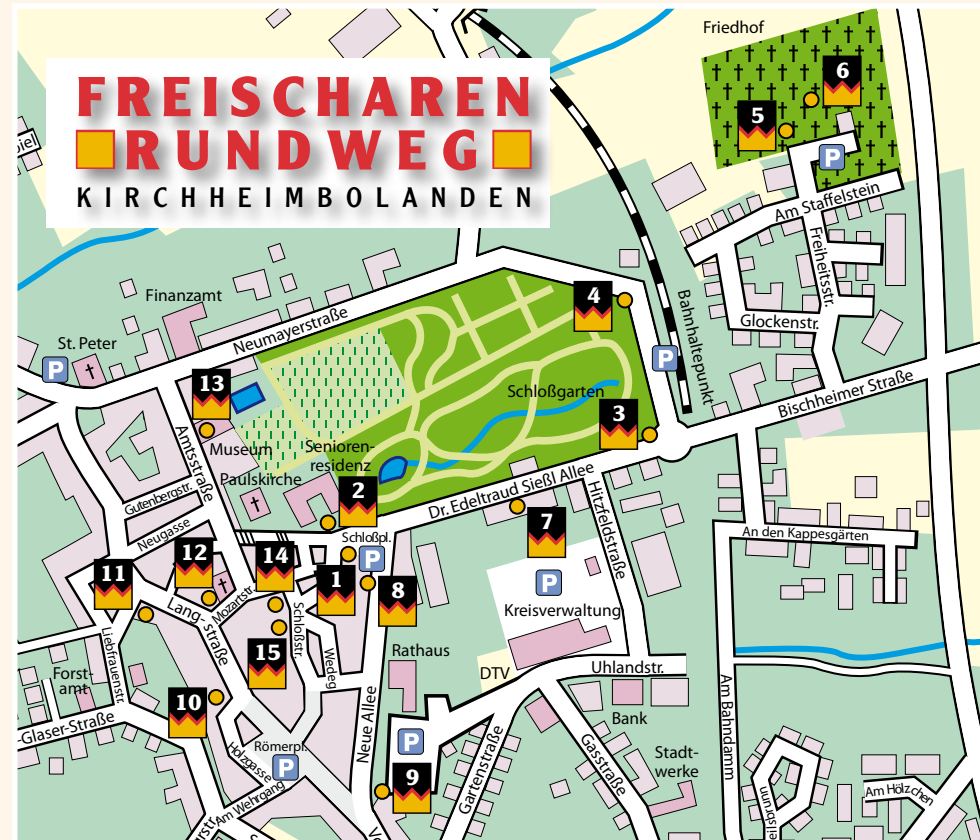 FREISCHAREN
RUNDWEG
KIRCHHEIMBOLANDEN
Friedhof
6
5
P
Am Staffelstein
Freiheitsstr.
Glockenstr.
Bahnhaltepunkt
P
Bischheimer Straße
Finanzamt
Neumayerstraße
St. Peter
P
4
Schloßgarten
3
13
Museum
Amtsstraße
Paulskirche
Senioren-
residenz
2
Dr. Edeltraud Sießl Allee
Hitzfeldstraße
Gutenbergstr.
Neugasse
Schloßpl.
P
7
P
Kreisverwaltung
An den Kappesgärten
11
12
14
1
8
Mozartstr.
Lang-
straße
Schloßstr.
Wedeg.
15
Liebfrauenstr.
Forst-
amt
-Glaser-Straße
10
Rathaus
DTV
Uhlandstr.
Bank
Stadt-
werke
Gasstraße
Gartenstraße
Neue Allee
Römerpl.
P
Holzgasse
Am Wehrgang
P
9
Am Bahndamm
Am Hölzchen